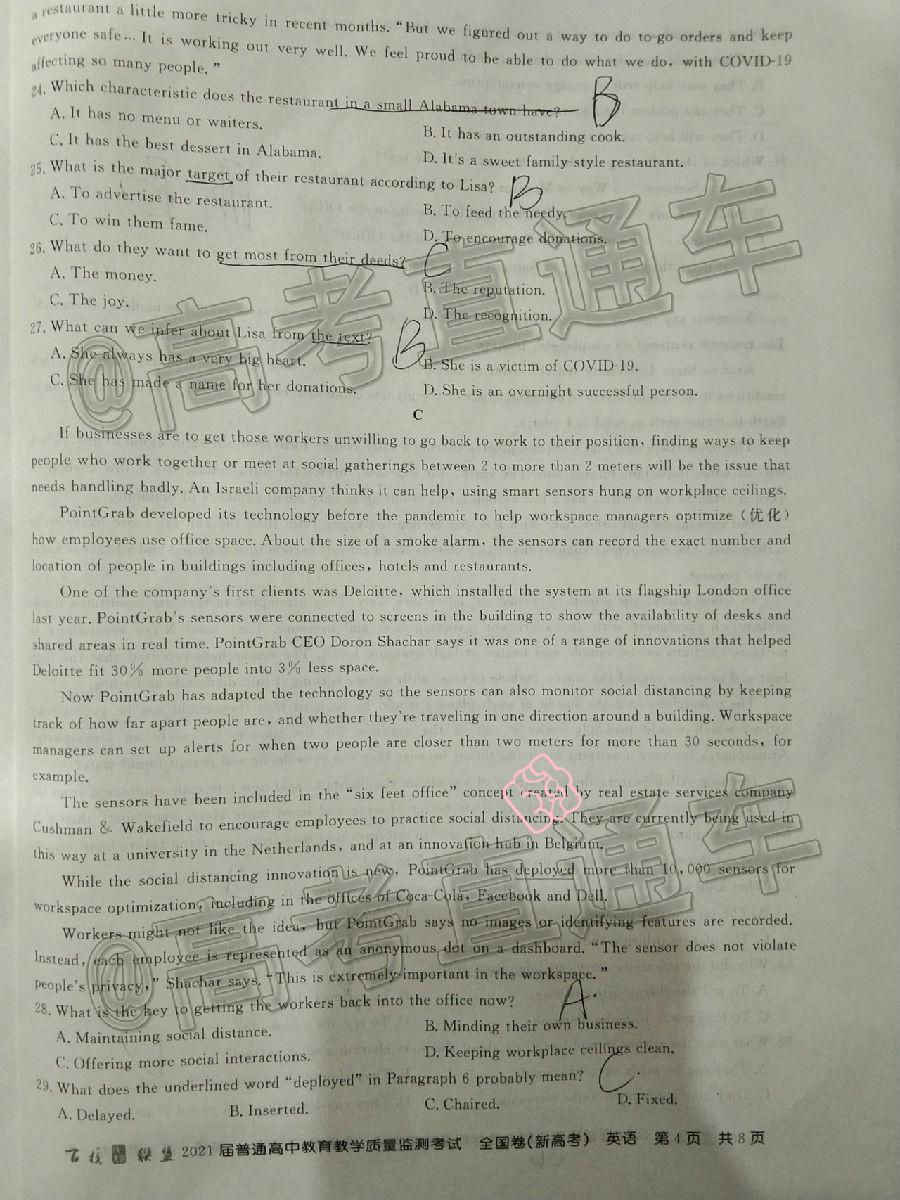 a restaurant a little more tricky in recent months. “But we figured out a way to do to go orders and keep
everyone safe… It is working out very well. We feel proud to be able to do what we do, with COVID-19
affecting so many people.”
24. Which characteristic does the restaurant in a small Alabama town have? B
A. It has no menu or waiters.
B. It has an outstanding cook.
C. It has the best dessert in Alabama.
D. It's a sweet family-style restaurant.
25. What is the major target of their restaurant according to Lisa? B
A. To advertise the restaurant.
B. To feed the needy.
C. To win them fame.
D. To encourage donations.
26. What do they want to get most from their deeds? C
A. The money.
B. The reputation.
C. The joy.
D. The recognition.
27. What can we infer about Lisa from the text? B
A. She always has a very big heart.
B. She is a victim of COVID-19.
C. She has made a name for her donations.
D. She is an overnight successful person.
C
If businesses are to get those workers unwilling to go back to work to their position, finding ways to keep
people who work together or meet at social gatherings between 2 to more than 2 meters will be the issue that
needs handling badly. An Israeli company thinks it can help, using smart sensors hung on workplace ceilings.
PointGrab developed its technology before the pandemic to help workspace managers optimize (优化)
how employees use office space. About the size of a smoke alarm, the sensors can record the exact number and
location of people in buildings including offices, hotels and restaurants.
One of the company's first clients was Deloitte, which installed the system at its flagship London office
last year. PointGrab's sensors were connected to screens in the building to show the availability of desks and
shared areas in real time. PointGrab CEO Doron Shachar says it was one of a range of innovations that helped
Deloitte fit 30% more people into 3% less space.
Now PointGrab has adapted the technology so the sensors can also monitor social distancing by keeping
track of how far apart people are, and whether they're traveling in one direction around a building. Workspace
managers can set up alerts for when two people are closer than two meters for more than 30 seconds, for
example.
The sensors have been included in the “six feet office” concept created by real estate services company
Cushman & Wakefield to encourage employees to practice social distancing. They are currently being used in
this way at a university in the Netherlands, and at an innovation hub in Belgium.
While the social distancing innovation is new, PointGrab has deployed more than 10,000 sensors for
workspace optimization, including in the offices of Coca-Cola, Facebook and Dell.
Workers might not like the idea, but PointGrab says no images or identifying features are recorded.
Instead, each employee is represented as an anonymous dot on a dashboard. “The sensor does not violate
people's privacy,” Shachar says. “This is extremely important in the workspace.”
28. What is the key to getting the workers back into the office now? A
A. Maintaining social distance.
B. Minding their own business.
C. Offering more social interactions.
D. Keeping workplace ceilings clean.
29. What does the underlined word “deployed” in Paragraph 6 probably mean? C
A. Delayed. B. Inserted. C. Chaired. D. Fixed.
百校联盟 2021 届普通高中教育教学质量监测考试 全国卷(新高考) 英语 第 4 页 共 8 页
@高考直通车
@高考直通车